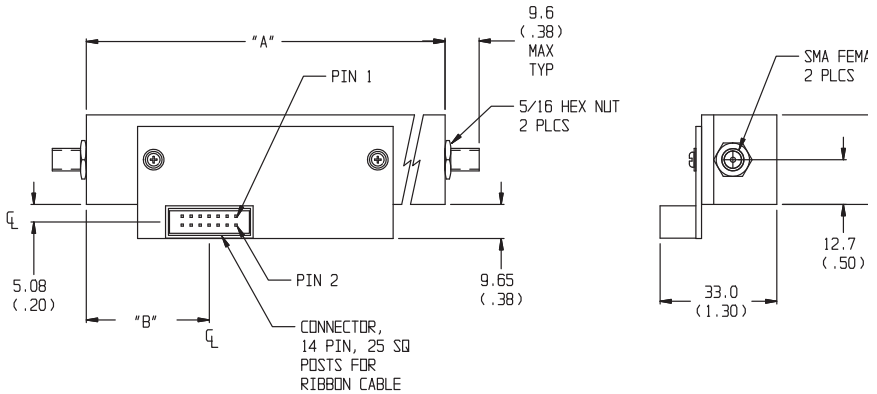 9.6
(.38)
MAX
TYP
"A"
PIN 1
SMA FEMA
2 PLCS
5/16 HEX NUT
2 PLCS
CL
12.7
(.50)
5.08
(.20)
PIN 2
9.65
(.38)
33.0
(1.30)
"B"
CL
CONNECTOR,
14 PIN, 25 SQ
POSTS FOR
RIBBON CABLE